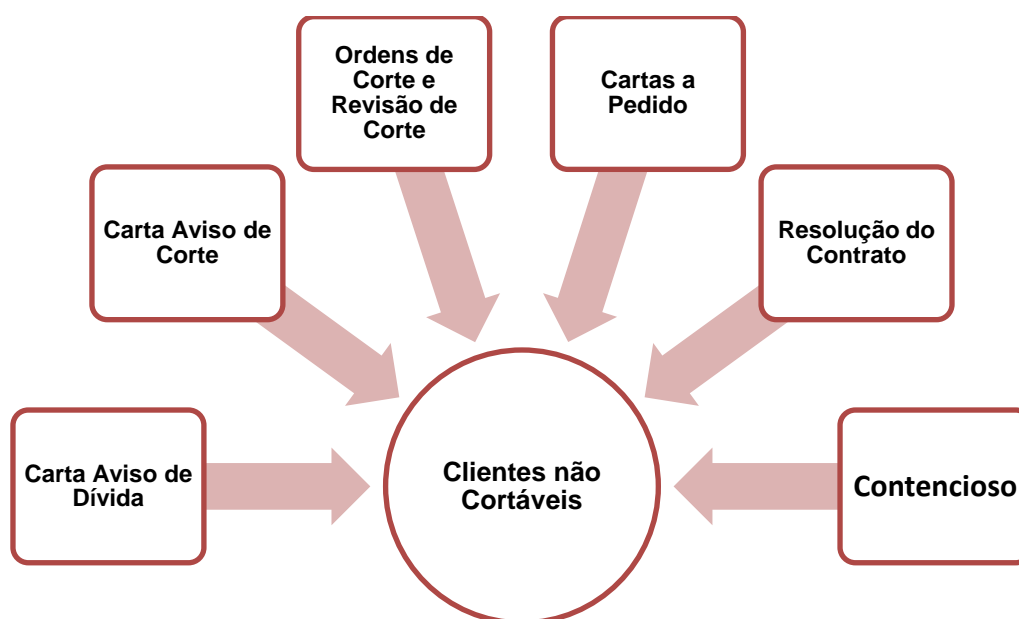 Ordens de
Corte e
Revisão de
Corte
Cartas a
Pedido
Carta Aviso de
Corte
Resolução do
Contrato
Carta Aviso de
Dívida
Clientes não
Cortáveis
Contencioso